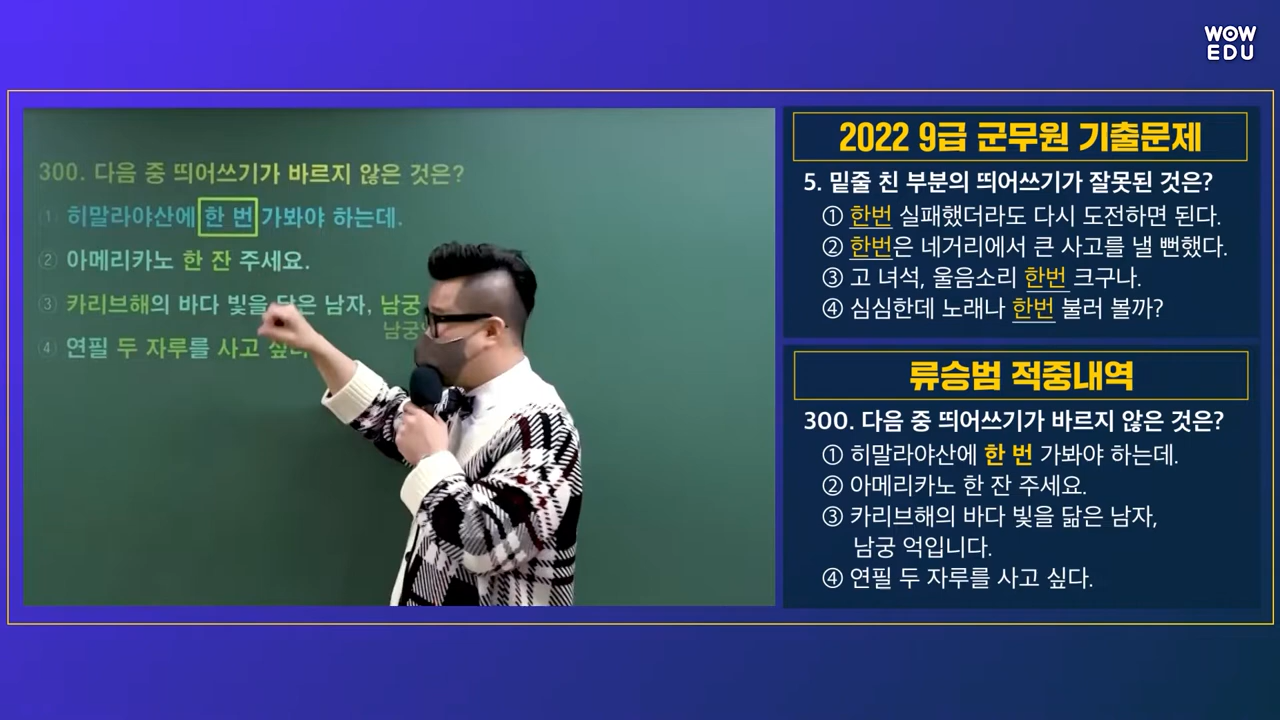 WOW
EDU
300. 다음 중 띄어쓰기가 바르지 않은 것은?
① 히말라야산에 한 번 가봐야 하는데.
② 아메리카노 한 잔 주세요.
③ 카리브해의 바다 빛을 닮은 남자, 남궁
남궁
④ 연필 두 자루를 사고 싶다
2022 9급 군무원 기출문제
5. 밑줄 친 부분의 띄어쓰기가 잘못된 것은?
① 한번 실패했더라도 다시 도전하면 된다.
② 한번은 네거리에서 큰 사고를 낼 뻔했다.
③ 고 녀석, 울음소리 한번 크구나.
④ 심심한데 노래나 한번 불러 볼까?
류승범 적중내역
300. 다음 중 띄어쓰기가 바르지 않은 것은?
① 히말라야산에 한 번 가봐야 하는데.
② 아메리카노 한 잔 주세요.
③ 카리브해의 바다 빛을 닮은 남자,
남궁 억입니다.
④ 연필 두 자루를 사고 싶다.